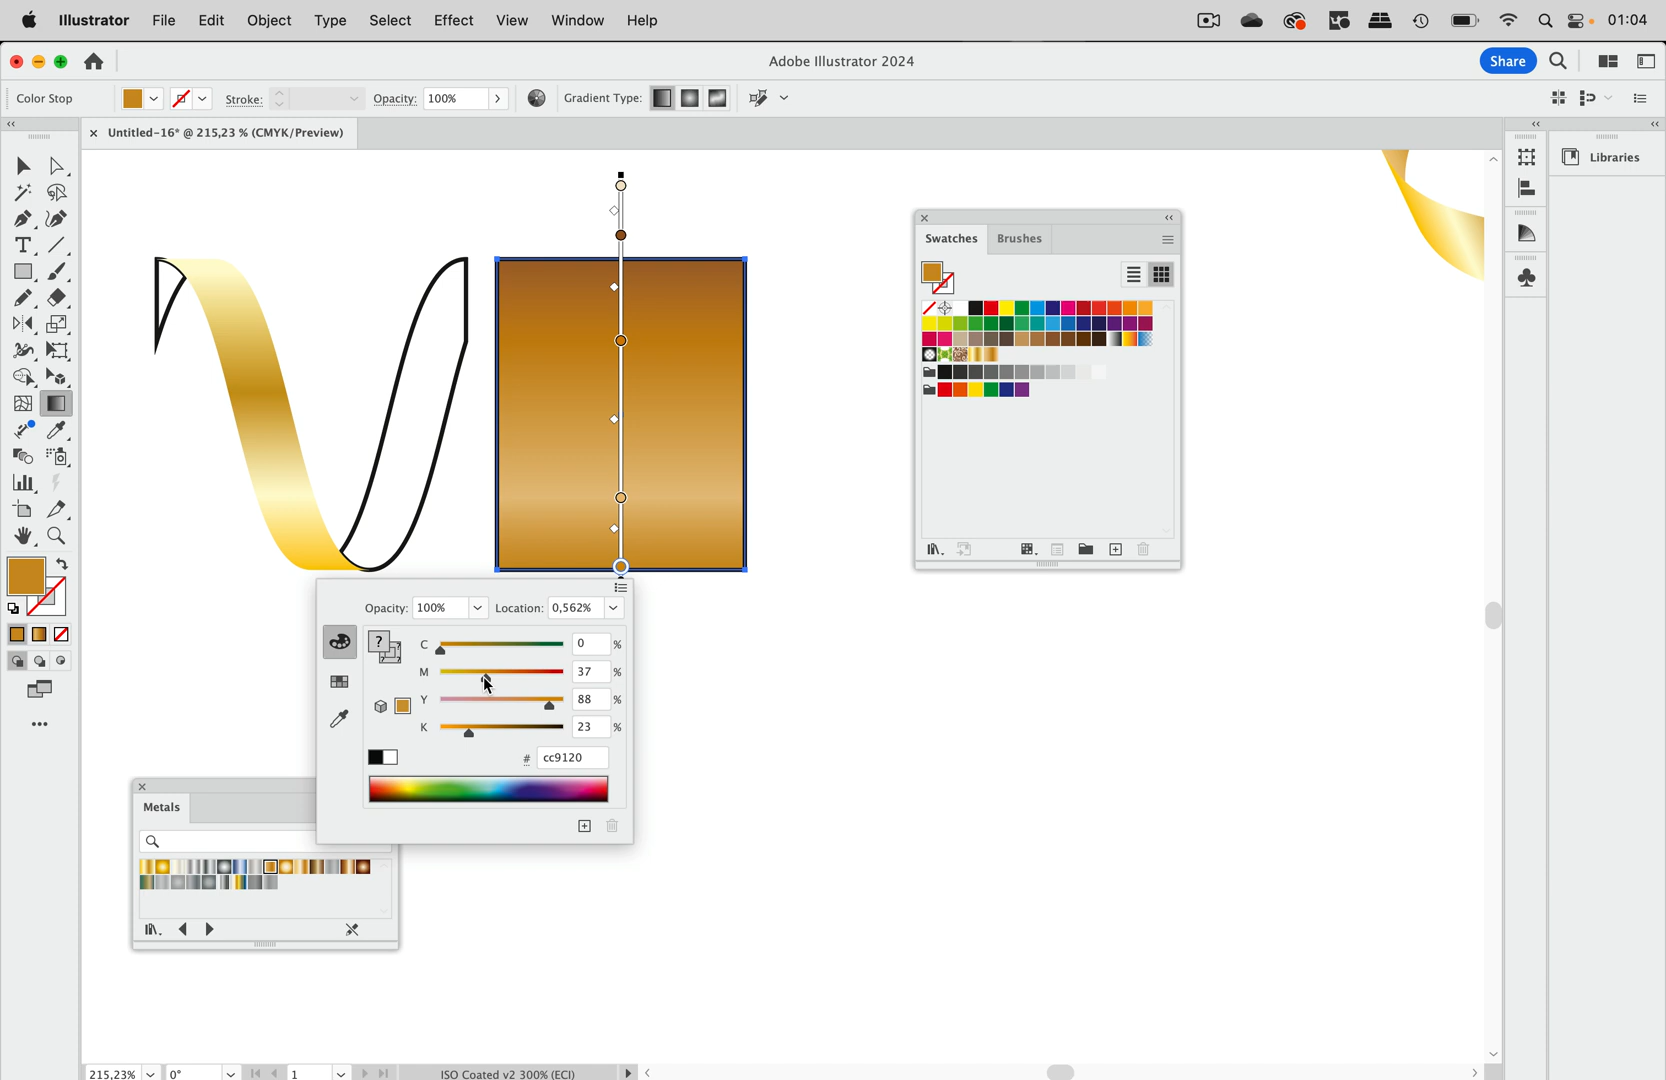 Illustrator File Edit Object Type Select Effect View Window Help 01:04
Adobe Illustrator 2024
Share
Color Stop
Stroke:
Opacity: 100%
Gradient Type:
Untitled-16* @ 215,23 % (CMYK/Preview)
Libraries
Swatches Brushes
Opacity: 100% Location: 0,562%
C 0 %
M 37 %
Y 88 %
K 23 %
# cc9120
Metals
215,23% 0° 1 ISO Coated v2 300% (ECI)